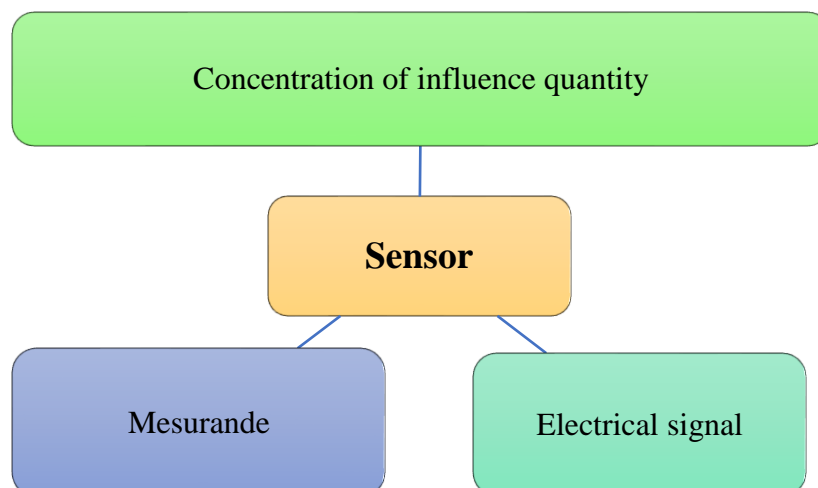 Concentration of influence quantity
Sensor
Mesurande
Electrical signal